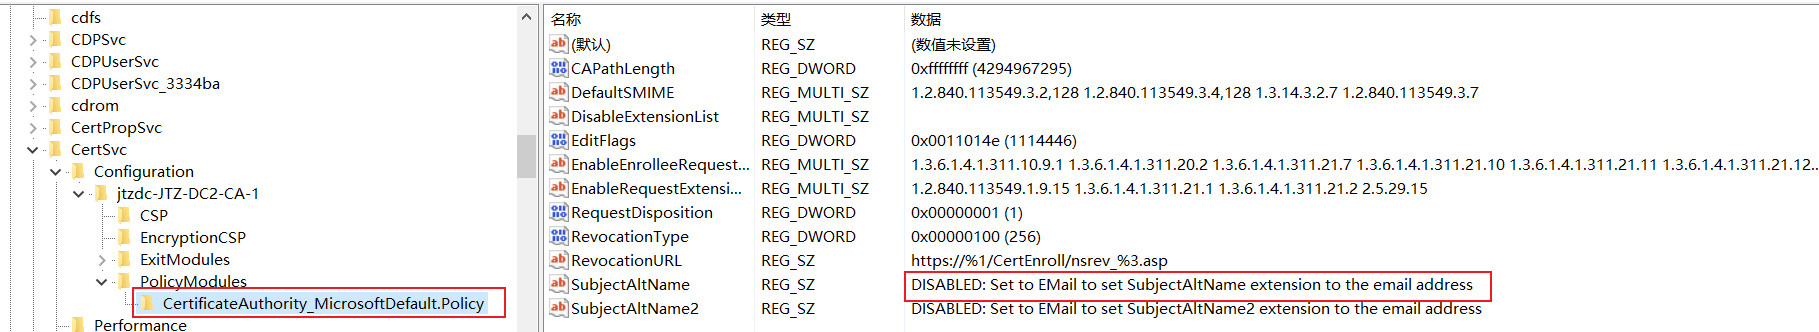 cdfs
CDPSvc
CDPUserSvc
CDPUserSvc_3334ba
cdrom
CertPropSvc
CertSvc
Configuration
jtzdc-JTZ-DC2-CA-1
CSP
EncryptionCSP
ExitModules
PolicyModules
CertificateAuthority_MicrosoftDefault.Policy
Performance
名称 类型 数据
(默认) REG_SZ (数值未设置)
CAPathLength REG_DWORD 0xffffffff (4294967295)
DefaultSMIME REG_MULTI_SZ 1.2.840.113549.3.2,128 1.2.840.113549.3.4,128 1.3.14.3.2.7 1.2.840.113549.3.7
DisableExtensionList REG_MULTI_SZ
EditFlags REG_DWORD 0x0011014e (1114446)
EnableEnrolleeRequest... REG_MULTI_SZ 1.3.6.1.4.1.311.10.9.1 1.3.6.1.4.1.311.20.2 1.3.6.1.4.1.311.21.7 1.3.6.1.4.1.311.21.10 1.3.6.1.4.1.311.21.11 1.3.6.1.4.1.311.21.12...
EnableRequestExtensi... REG_MULTI_SZ 1.2.840.113549.1.9.15 1.3.6.1.4.1.311.21.1 1.3.6.1.4.1.311.21.2 2.5.29.15
RequestDisposition REG_DWORD 0x00000001 (1)
RevocationType REG_DWORD 0x00000100 (256)
RevocationURL REG_SZ https://%1/CertEnroll/nsrev_%3.asp
SubjectAltName REG_SZ DISABLED: Set to EMail to set SubjectAltName extension to the email address
SubjectAltName2 REG_SZ DISABLED: Set to EMail to set SubjectAltName2 extension to the email address